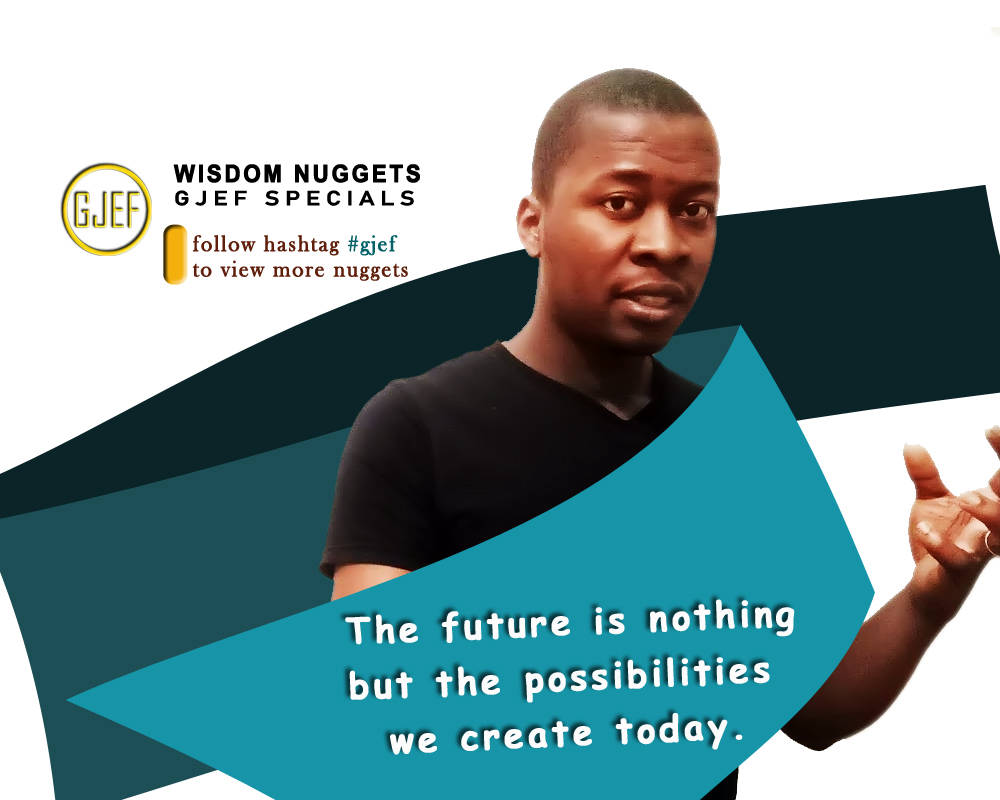 GJEF
WISDOM NUGGETS
GJEF SPECIALS
follow hashtag #gjef
to view more nuggets
The future is nothing
but the possibilities
we create today.